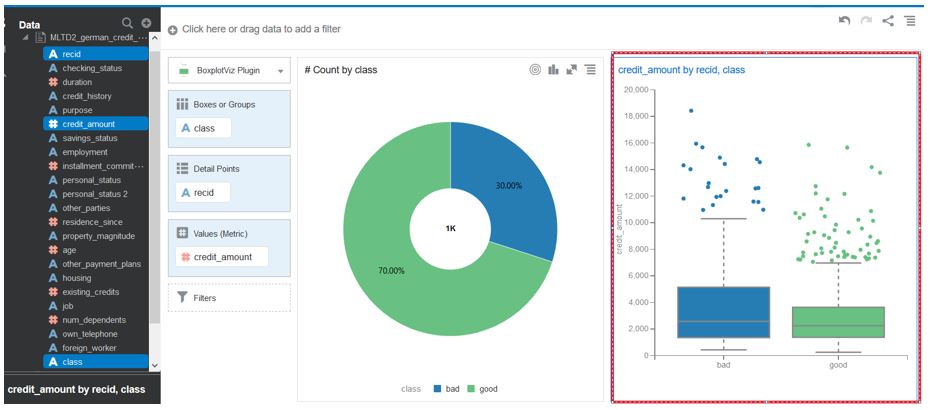 Data
MLTD2_german_credit_...
recid
checking_status
duration
credit_history
purpose
credit_amount
savings_status
employment
installment_commit...
personal_status
personal_status 2
other_parties
residence_since
property_magnitude
age
other_payment_plans
housing
existing_credits
job
num_dependents
own_telephone
foreign_worker
class
credit_amount by recid, class
Click here or drag data to add a filter
BoxplotViz Plugin
Boxes or Groups
A class
Detail Points
A recid
Values (Metric)
# credit_amount
Filters
# Count by class
30.00%
1K
70.00%
class bad good
credit_amount by recid, class
20,000
18,000
16,000
14,000
12,000
10,000
8,000
6,000
4,000
2,000
0
credit_amount
bad good